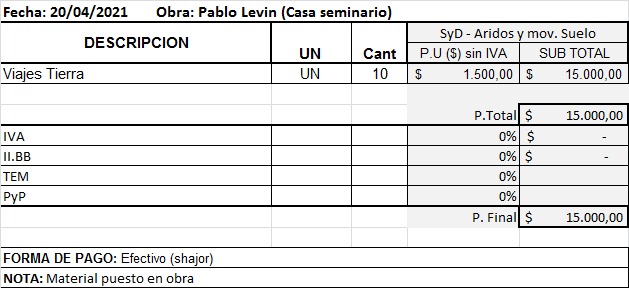 Fecha: 20/04/2021 Obra: Pablo Levin (Casa seminario)
SyD - Aridos y mov. Suelo
DESCRIPCION UN Cant P.U ($) sin IVA SUB TOTAL
Viajes Tierra UN 10 $ 1.500,00 $ 15.000,00
P.Total $ 15.000,00
IVA 0% $ -
II.BB 0% $ -
TEM 0%
PyP 0%
P. Final $ 15.000,00
FORMA DE PAGO: Efectivo (shajor)
NOTA: Material puesto en obra